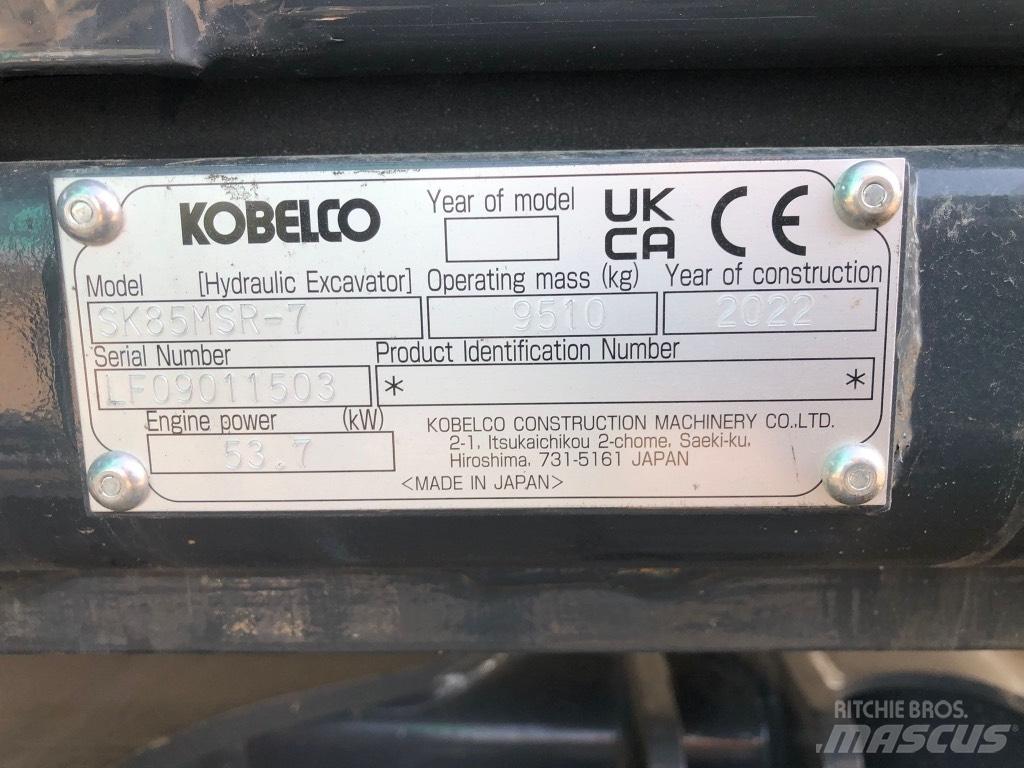 KOBELCO
Year of model
UK
CA
CE
Model [Hydraulic Excavator]
SK85MSR-7
Operating mass (kg)
9510
Year of construction
2022
Serial Number
LF09011503
Product Identification Number
* *
Engine power (kW)
53.7
KOBELCO CONSTRUCTION MACHINERY CO.,LTD.
2-1, Itsukaichikou 2-chome, Saeki-ku,
Hiroshima, 731-5161 JAPAN
<MADE IN JAPAN>
RITCHIE BROS.
MASCUS